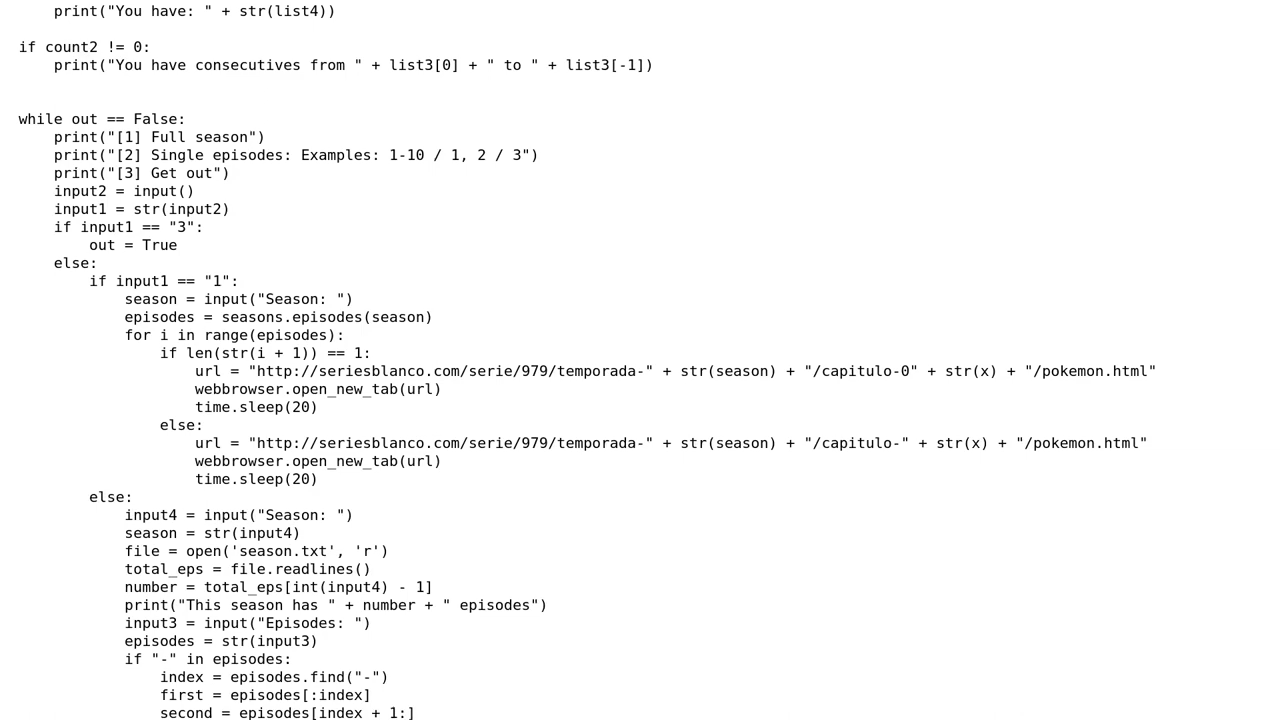 print("You have: " + str(list4))
if count2 != 0:
print("You have consecutives from " + list3[0] + " to " + list3[-1])
while out == False:
print("[1] Full season")
print("[2] Single episodes: Examples: 1-10 / 1, 2 / 3")
print("[3] Get out")
input2 = input()
input1 = str(input2)
if input1 == "3":
out = True
else:
if input1 == "1":
season = input("Season: ")
episodes = seasons.episodes(season)
for i in range(episodes):
if len(str(i + 1)) == 1:
url = "http://seriesblanco.com/serie/979/temporada-" + str(season) + "/capitulo-0" + str(x) + "/pokemon.html"
webbrowser.open_new_tab(url)
time.sleep(20)
else:
url = "http://seriesblanco.com/serie/979/temporada-" + str(season) + "/capitulo-" + str(x) + "/pokemon.html"
webbrowser.open_new_tab(url)
time.sleep(20)
else:
input4 = input("Season: ")
season = str(input4)
file = open('season.txt', 'r')
total_eps = file.readlines()
number = total_eps[int(input4) - 1]
print("This season has " + number + " episodes")
input3 = input("Episodes: ")
episodes = str(input3)
if "-" in episodes:
index = episodes.find("-")
first = episodes[:index]
second = episodes[index + 1:]